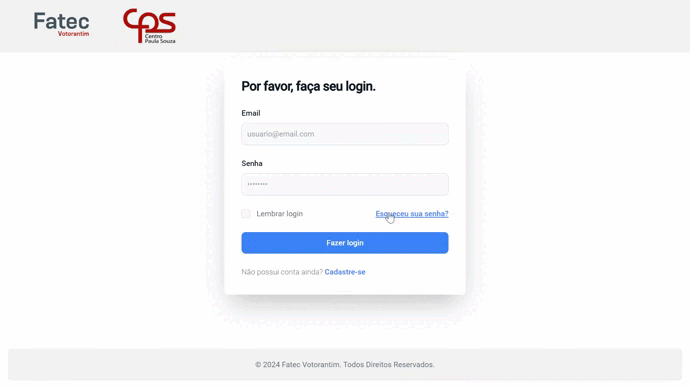 Fatec
Votorantim
cps
Centro
Paula Souza
Por favor, faça seu login.
Email
usuario@email.com
Senha
••••••••
Lembrar login
Esqueceu sua senha?
Fazer login
Não possui conta ainda? Cadastre-se
© 2024 Fatec Votorantim. Todos Direitos Reservados.